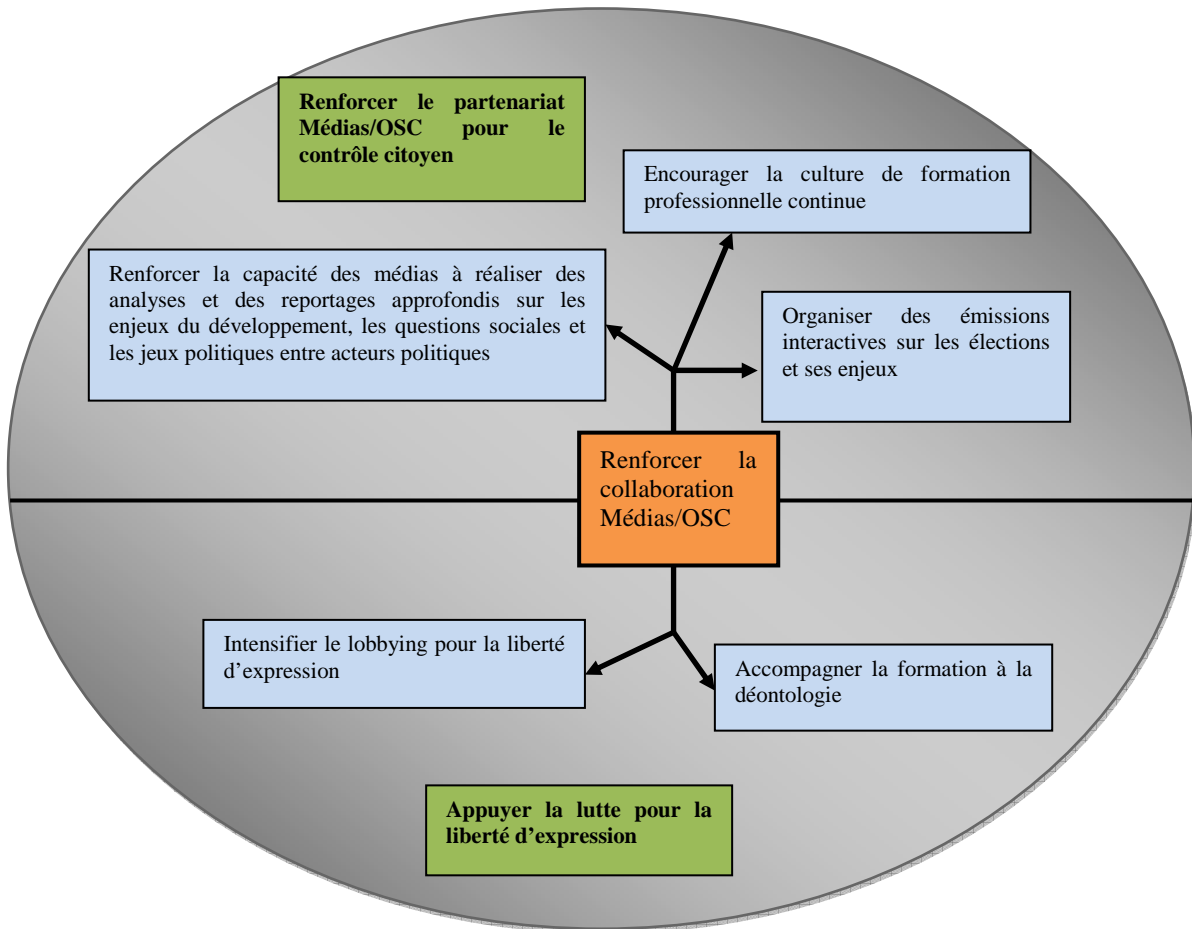 Renforcer le partenariat
Médias/OSC pour le
contrôle citoyen
Encourager la culture de formation
professionnelle continue
Renforcer la capacité des médias à réaliser des
analyses et des reportages approfondis sur les
enjeux du développement, les questions sociales et
les jeux politiques entre acteurs politiques
Organiser des émissions
interactives sur les élections
et ses enjeux
Renforcer la
collaboration
Médias/OSC
Intensifier le lobbying pour la liberté
d’expression
Accompagner la formation à la
déontologie
Appuyer la lutte pour la
liberté d’expression